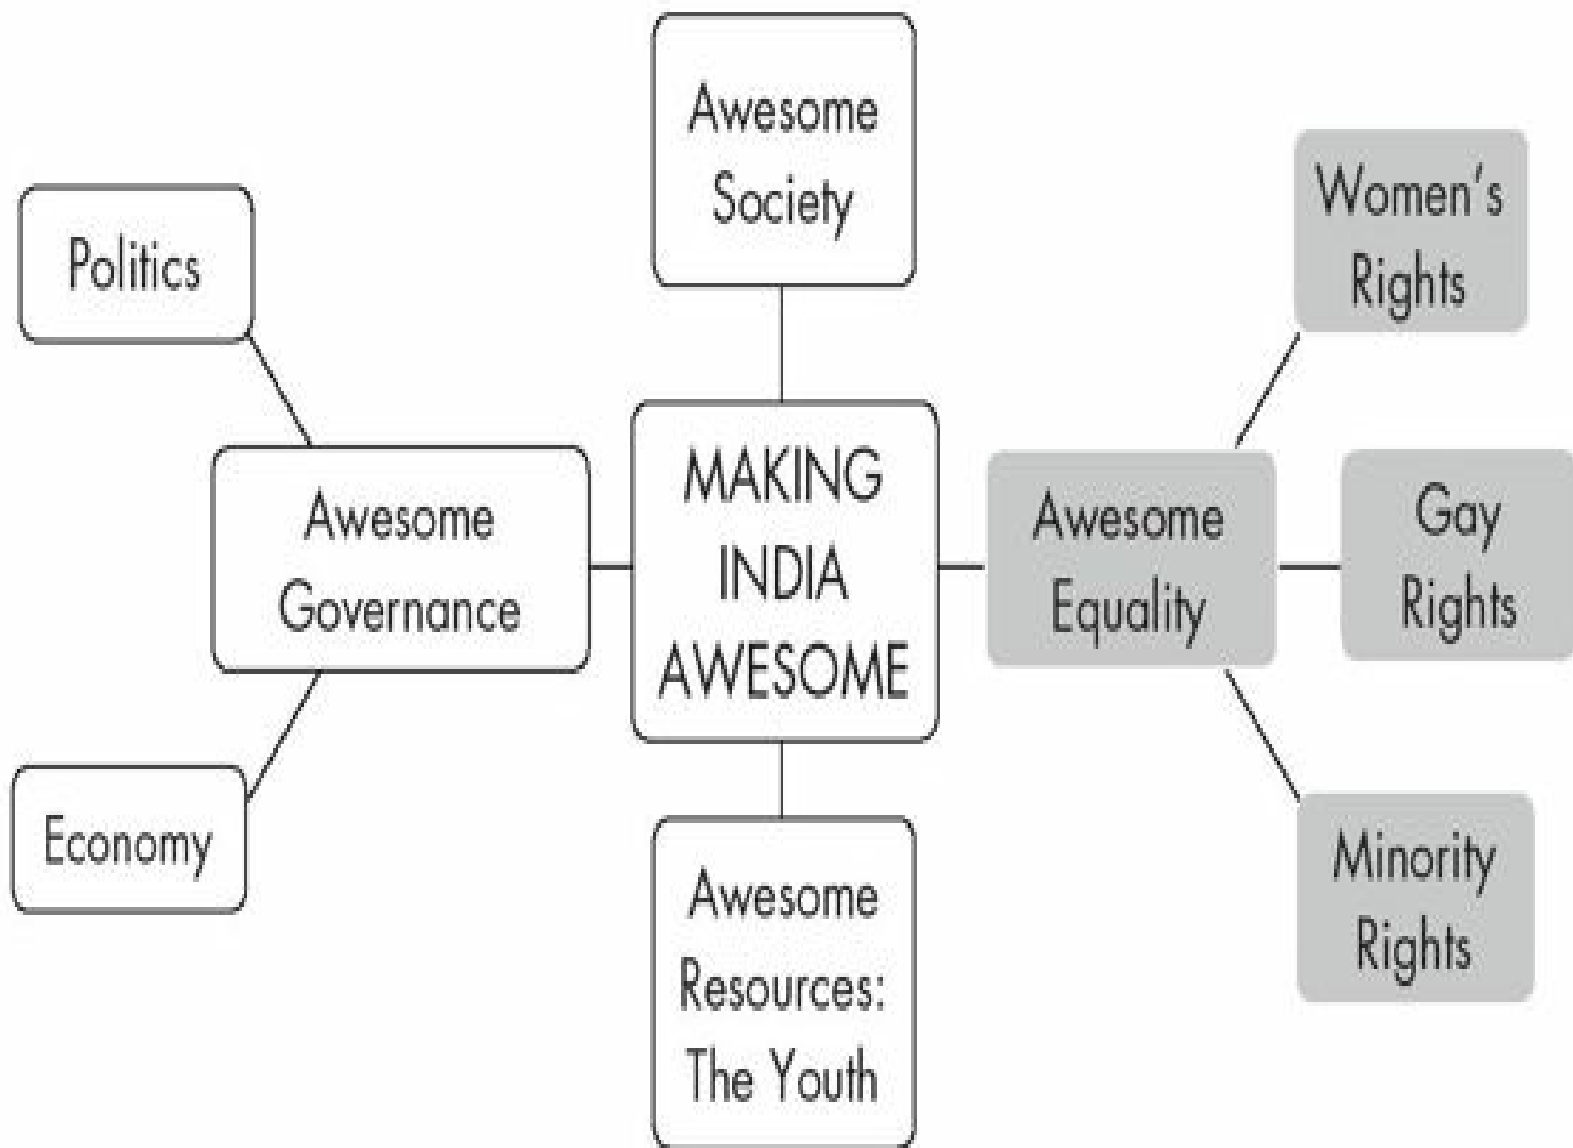 Awesome
Society
Politics
Women's
Rights
MAKING
INDIA
AWESOME
Awesome
Governance
Awesome
Equality
Gay
Rights
Economy
Minority
Rights
Awesome
Resources:
The Youth